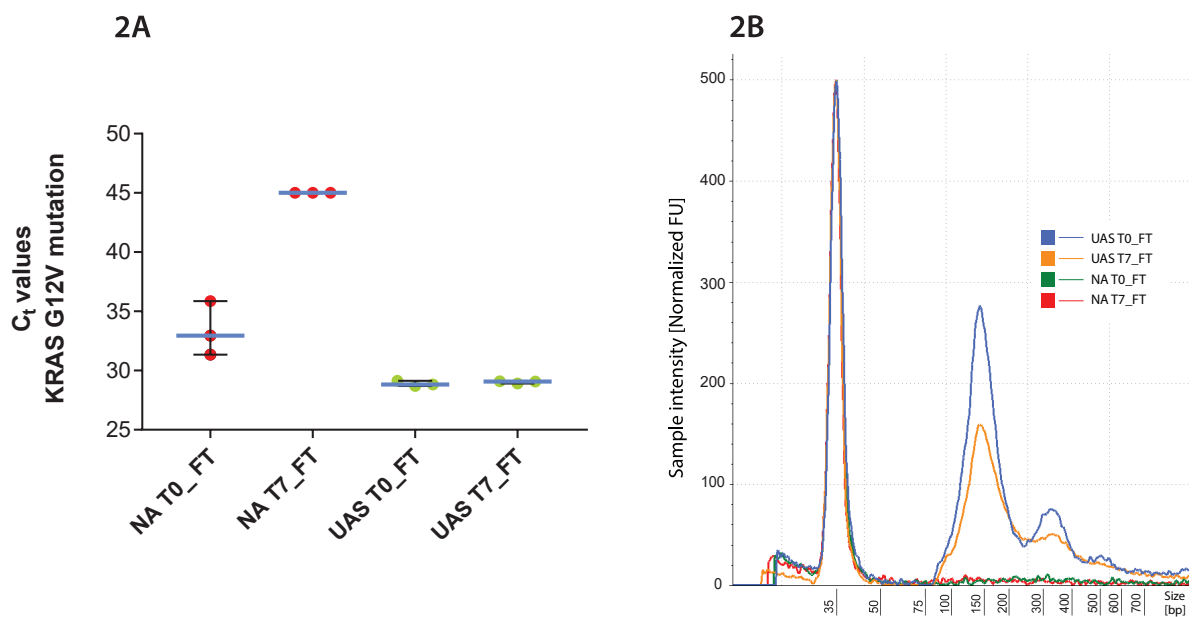 2A
C_t values
KRAS G12V mutation
50
45
40
35
30
25
NA T0_FT
NA T7_FT
UAS T0_FT
UAS T7_FT
2B
Sample intensity [Normalized FU]
500
400
300
200
100
0
UAS T0_FT
UAS T7_FT
NA T0_FT
NA T7_FT
35
50
75
100
150
200
300
400
500
600
700
Size
[bp]